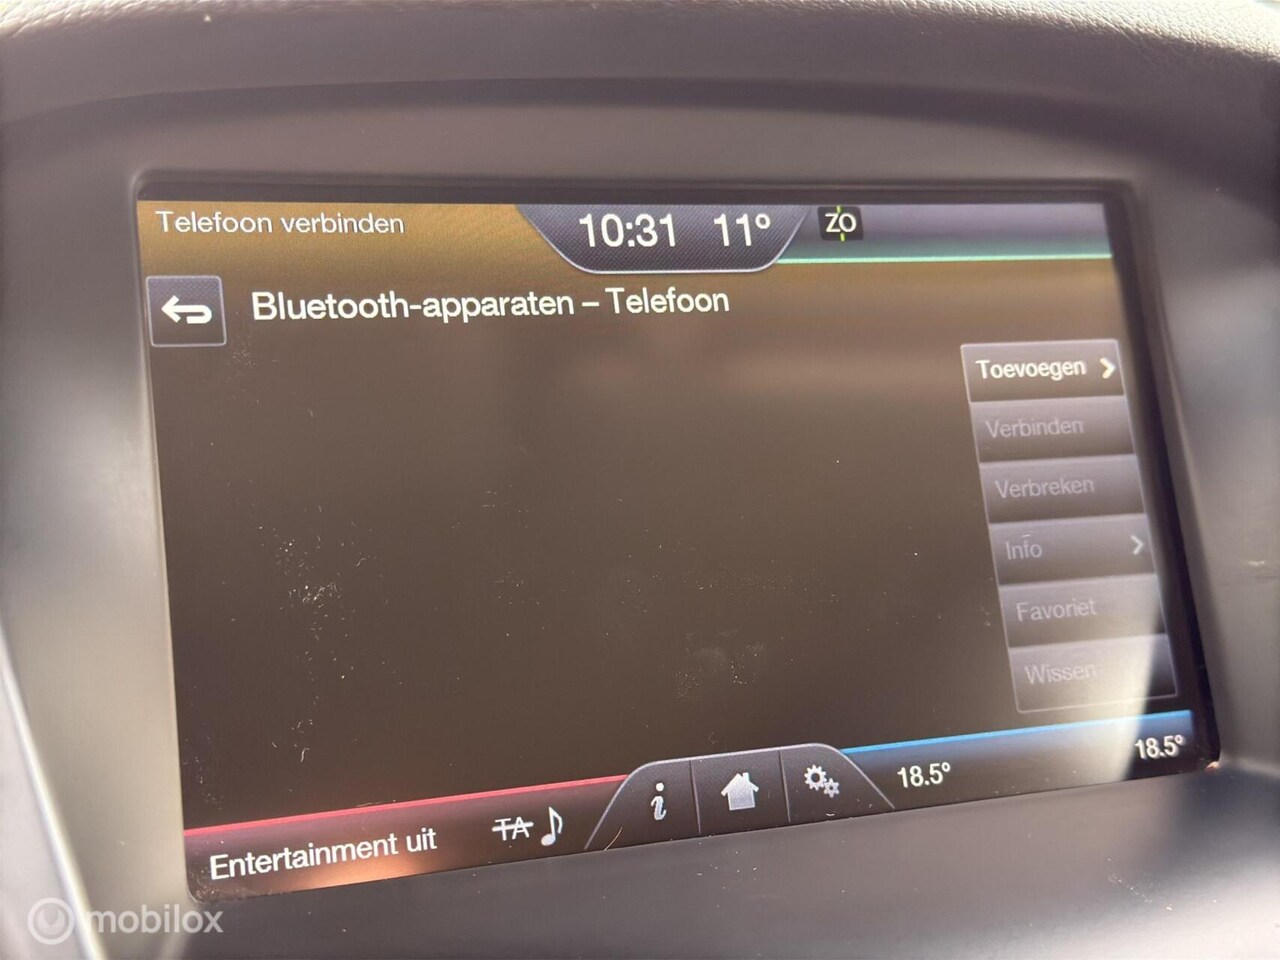 Telefoon verbinden
10:31 11° ZO
Bluetooth-apparaten – Telefoon
Toevoegen
Verbinden
Verbreken
Info
Favoriet
Wissen
18.5° 18.5°
Entertainment uit TA
mobilox